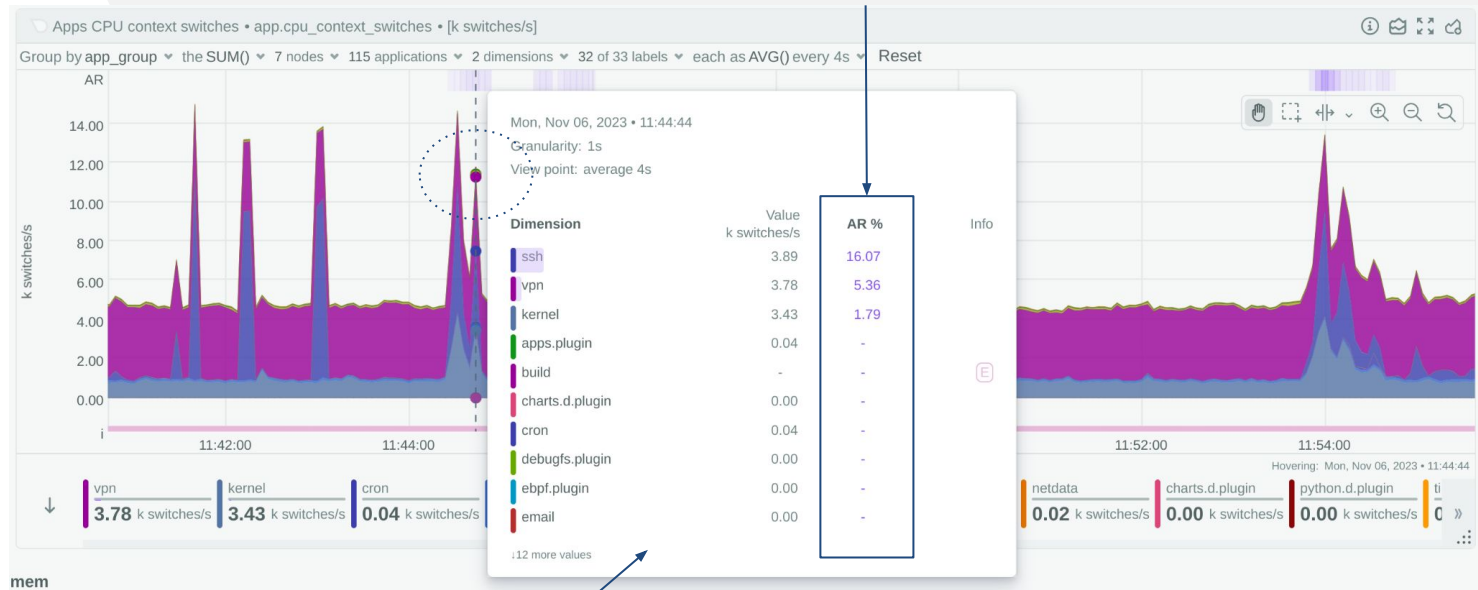 Apps CPU context switches • app.cpu_context_switches • [k switches/s]
Group by app_group the SUM() 7 nodes 115 applications 2 dimensions 32 of 33 labels each as AVG() every 4s Reset
AR
14.00
12.00
10.00
8.00
6.00
4.00
2.00
0.00
k switches/s
i
11:42:00
11:44:00
11:52:00
11:54:00
Mon, Nov 06, 2023 • 11:44:44
Granularity: 1s
View point: average 4s
Dimension Value k switches/s AR % Info
ssh 3.89 16.07
vpn 3.78 5.36
kernel 3.43 1.79
apps.plugin 0.04 -
build - - E
charts.d.plugin 0.00 -
cron 0.04 -
debugfs.plugin 0.00 -
ebpf.plugin 0.00 -
email 0.00 -
↓12 more values
Hovering: Mon, Nov 06, 2023 • 11:44:44
vpn
3.78 k switches/s
kernel
3.43 k switches/s
cron
0.04 k switches/s
netdata
0.02 k switches/s
charts.d.plugin
0.00 k switches/s
python.d.plugin
0.00 k switches/s
mem